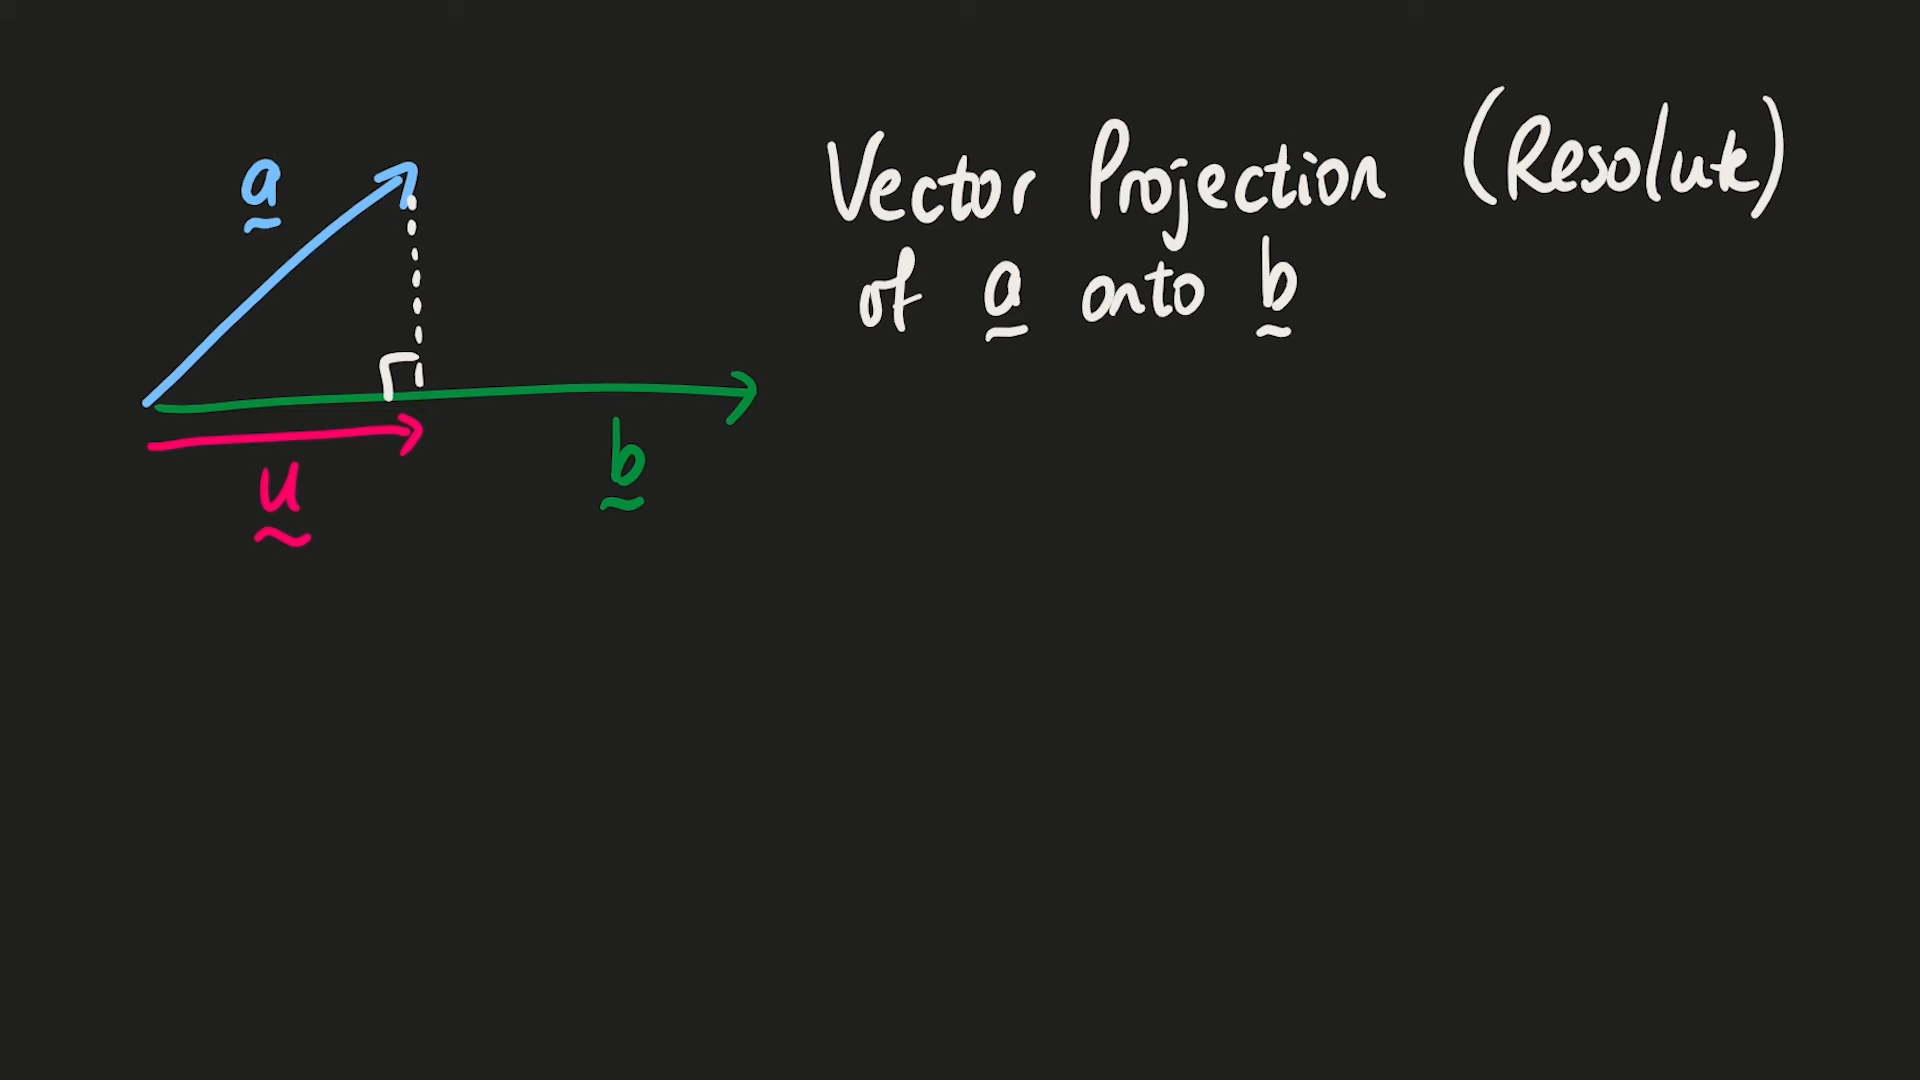 a
Vector Projection (Resolute)
of a onto b
b
u